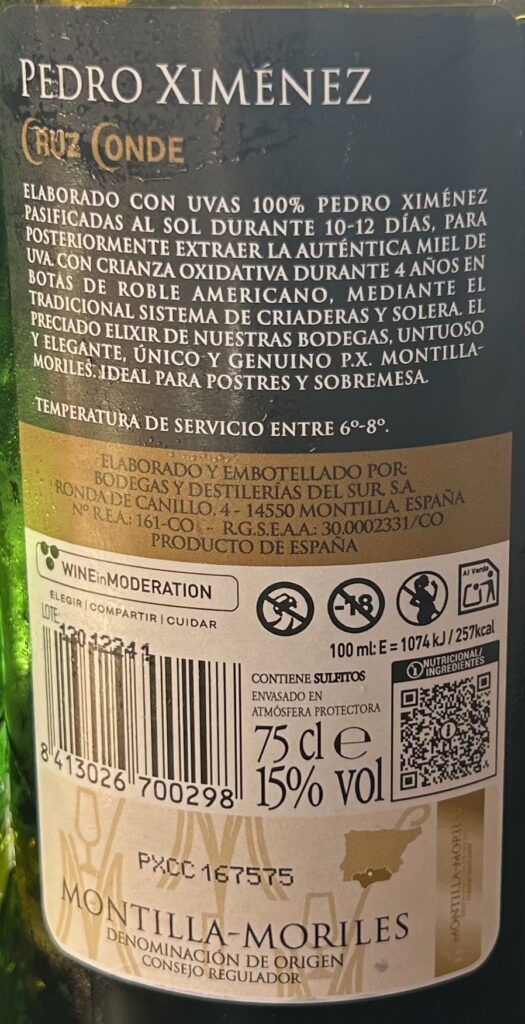 PEDRO XIMÉNEZ
CRUZ CONDE
ELABORADO CON UVAS 100% PEDRO XIMÉNEZ
PASIFICADAS AL SOL DURANTE 10-12 DÍAS, PARA
POSTERIORMENTE EXTRAER LA AUTÉNTICA MIEL DE
UVA. CON CRIANZA OXIDATIVA DURANTE 4 AÑOS EN
BOTAS DE ROBLE AMERICANO, MEDIANTE EL
TRADICIONAL SISTEMA DE CRIADERAS Y SOLERA. EL
PRECIADO ELIXIR DE NUESTRAS BODEGAS, UNTUOSO
Y ELEGANTE, ÚNICO Y GENUINO P.X. MONTILLA-
MORILES. IDEAL PARA POSTRES Y SOBREMESA.
TEMPERATURA DE SERVICIO ENTRE 6º-8º.
ELABORADO Y EMBOTELLADO POR:
BODEGAS Y DESTILERÍAS DEL SUR, S.A.
RONDA DE CANILLO, 4 - 14550 MONTILLA. ESPAÑA
Nº R.E.A.: 161-CO - R.G.S.E.A.A.: 30.0002331/CO
PRODUCTO DE ESPAÑA
WINEinMODERATION
ELEGIR | COMPARTIR | CUIDAR
-18
Al Verde
LOTE:
12012241
100 ml: E = 1074 kJ / 257kcal
NUTRICIONAL/
INGREDIENTES
CONTIENE SULFITOS
ENVASADO EN
ATMÓSFERA PROTECTORA
75 cl e
15% vol
8 413026 700298
PXCC 167575
MONTILLA-MORILES
DENOMINACIÓN DE ORIGEN
CONSEJO REGULADOR
MONTILLA-MORILES